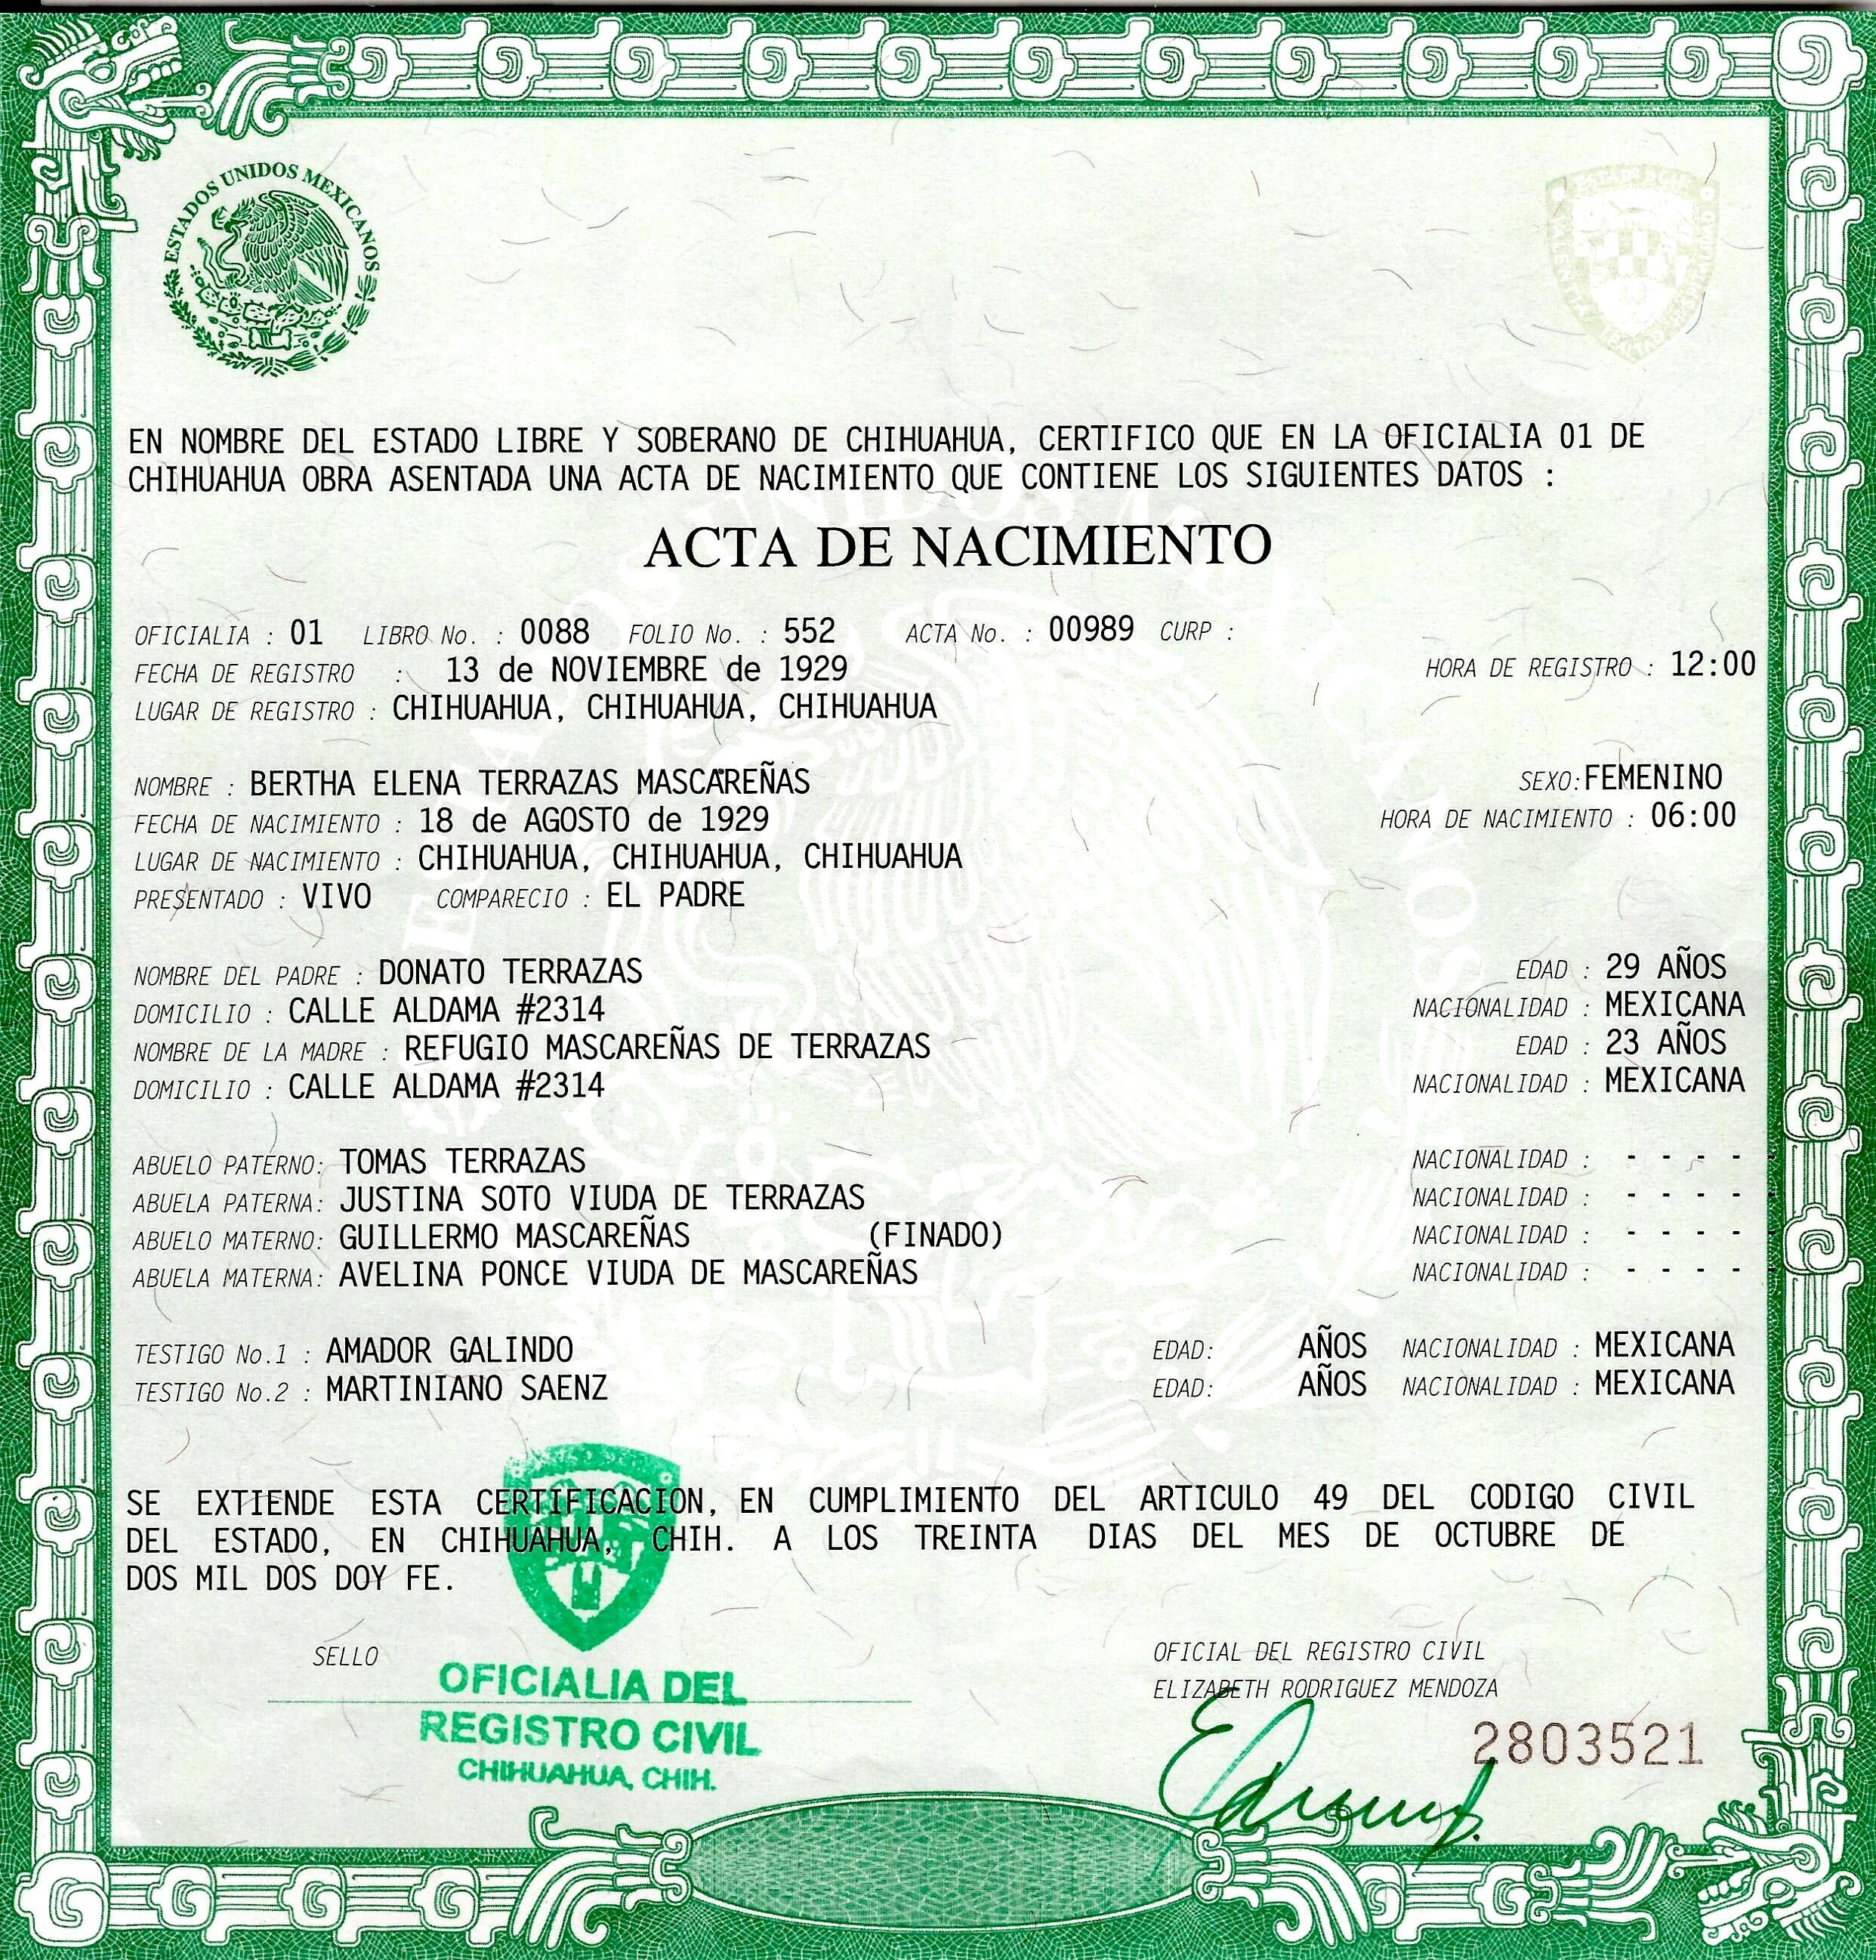 ESTADOS UNIDOS MEXICANOS
EN NOMBRE DEL ESTADO LIBRE Y SOBERANO DE CHIHUAHUA, CERTIFICO QUE EN LA OFICIALIA 01 DE
CHIHUAHUA OBRA ASENTADA UNA ACTA DE NACIMIENTO QUE CONTIENE LOS SIGUIENTES DATOS :
ACTA DE NACIMIENTO
OFICIALIA : 01 LIBRO No. : 0088 FOLIO No. : 552 ACTA No. : 00989 CURP :
FECHA DE REGISTRO : 13 de NOVIEMBRE de 1929 HORA DE REGISTRO : 12:00
LUGAR DE REGISTRO : CHIHUAHUA, CHIHUAHUA, CHIHUAHUA
NOMBRE : BERTHA ELENA TERRAZAS MASCAREÑAS SEXO:FEMENINO
FECHA DE NACIMIENTO : 18 de AGOSTO de 1929 HORA DE NACIMIENTO : 06:00
LUGAR DE NACIMIENTO : CHIHUAHUA, CHIHUAHUA, CHIHUAHUA
PRESENTADO : VIVO COMPARECIO : EL PADRE
NOMBRE DEL PADRE : DONATO TERRAZAS EDAD : 29 AÑOS
DOMICILIO : CALLE ALDAMA #2314 NACIONALIDAD : MEXICANA
NOMBRE DE LA MADRE : REFUGIO MASCAREÑAS DE TERRAZAS EDAD : 23 AÑOS
DOMICILIO : CALLE ALDAMA #2314 NACIONALIDAD : MEXICANA
ABUELO PATERNO: TOMAS TERRAZAS NACIONALIDAD : - - - - -
ABUELA PATERNA: JUSTINA SOTO VIUDA DE TERRAZAS NACIONALIDAD : - - - - -
ABUELO MATERNO: GUILLERMO MASCAREÑAS (FINADO) NACIONALIDAD : - - - - -
ABUELA MATERNA: AVELINA PONCE VIUDA DE MASCAREÑAS NACIONALIDAD : - - - - -
TESTIGO No.1 : AMADOR GALINDO EDAD: AÑOS NACIONALIDAD : MEXICANA
TESTIGO No.2 : MARTINIANO SAENZ EDAD: AÑOS NACIONALIDAD : MEXICANA
SE EXTIENDE ESTA CERTIFICACION, EN CUMPLIMIENTO DEL ARTICULO 49 DEL CODIGO CIVIL
DEL ESTADO, EN CHIHUAHUA, CHIH. A LOS TREINTA DIAS DEL MES DE OCTUBRE DE
DOS MIL DOS DOY FE.
SELLO
OFICIALIA DEL
REGISTRO CIVIL
CHIHUAHUA, CHIH.
OFICIAL DEL REGISTRO CIVIL
ELIZABETH RODRIGUEZ MENDOZA
2803521